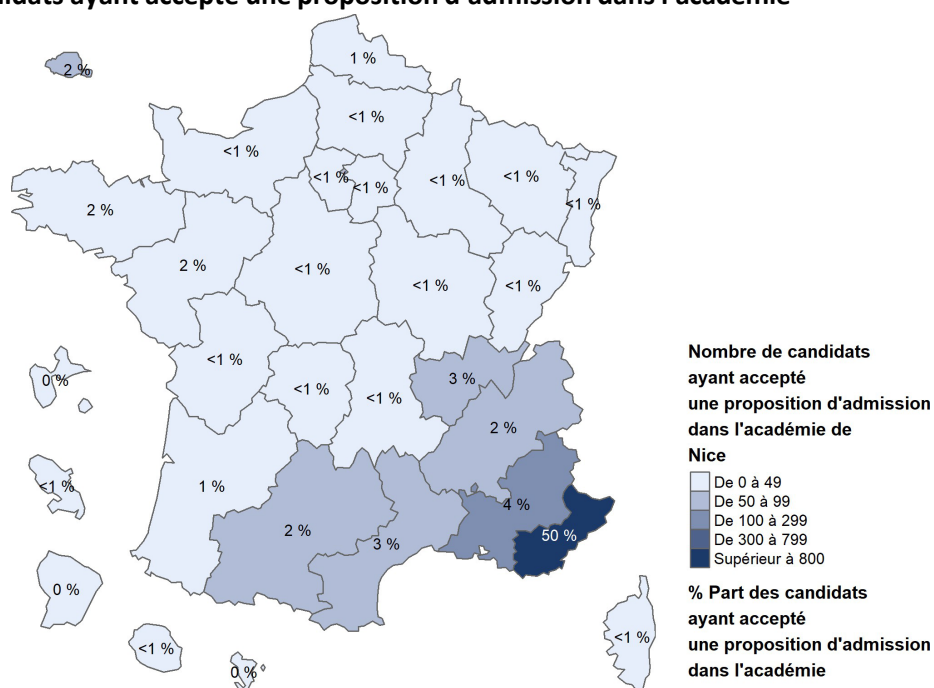 didats ayant accepté une proposition d'admission dans l'académie
1 %
2 %
<1 %
<1 %
<1 %
<1 %
<1 %
<1 %
<1 %
2 %
2 %
<1 %
<1 %
<1 %
<1 %
0 %
3 %
<1 %
<1 %
2 %
<1 %
1 %
4 %
2 %
3 %
50 %
0 %
<1 %
<1 %
0 %
Nombre de candidats
ayant accepté
une proposition d'admission
dans l'académie de
Nice
De 0 à 49
De 50 à 99
De 100 à 299
De 300 à 799
Supérieur à 800
% Part des candidats
ayant accepté
une proposition d'admission
dans l'académie